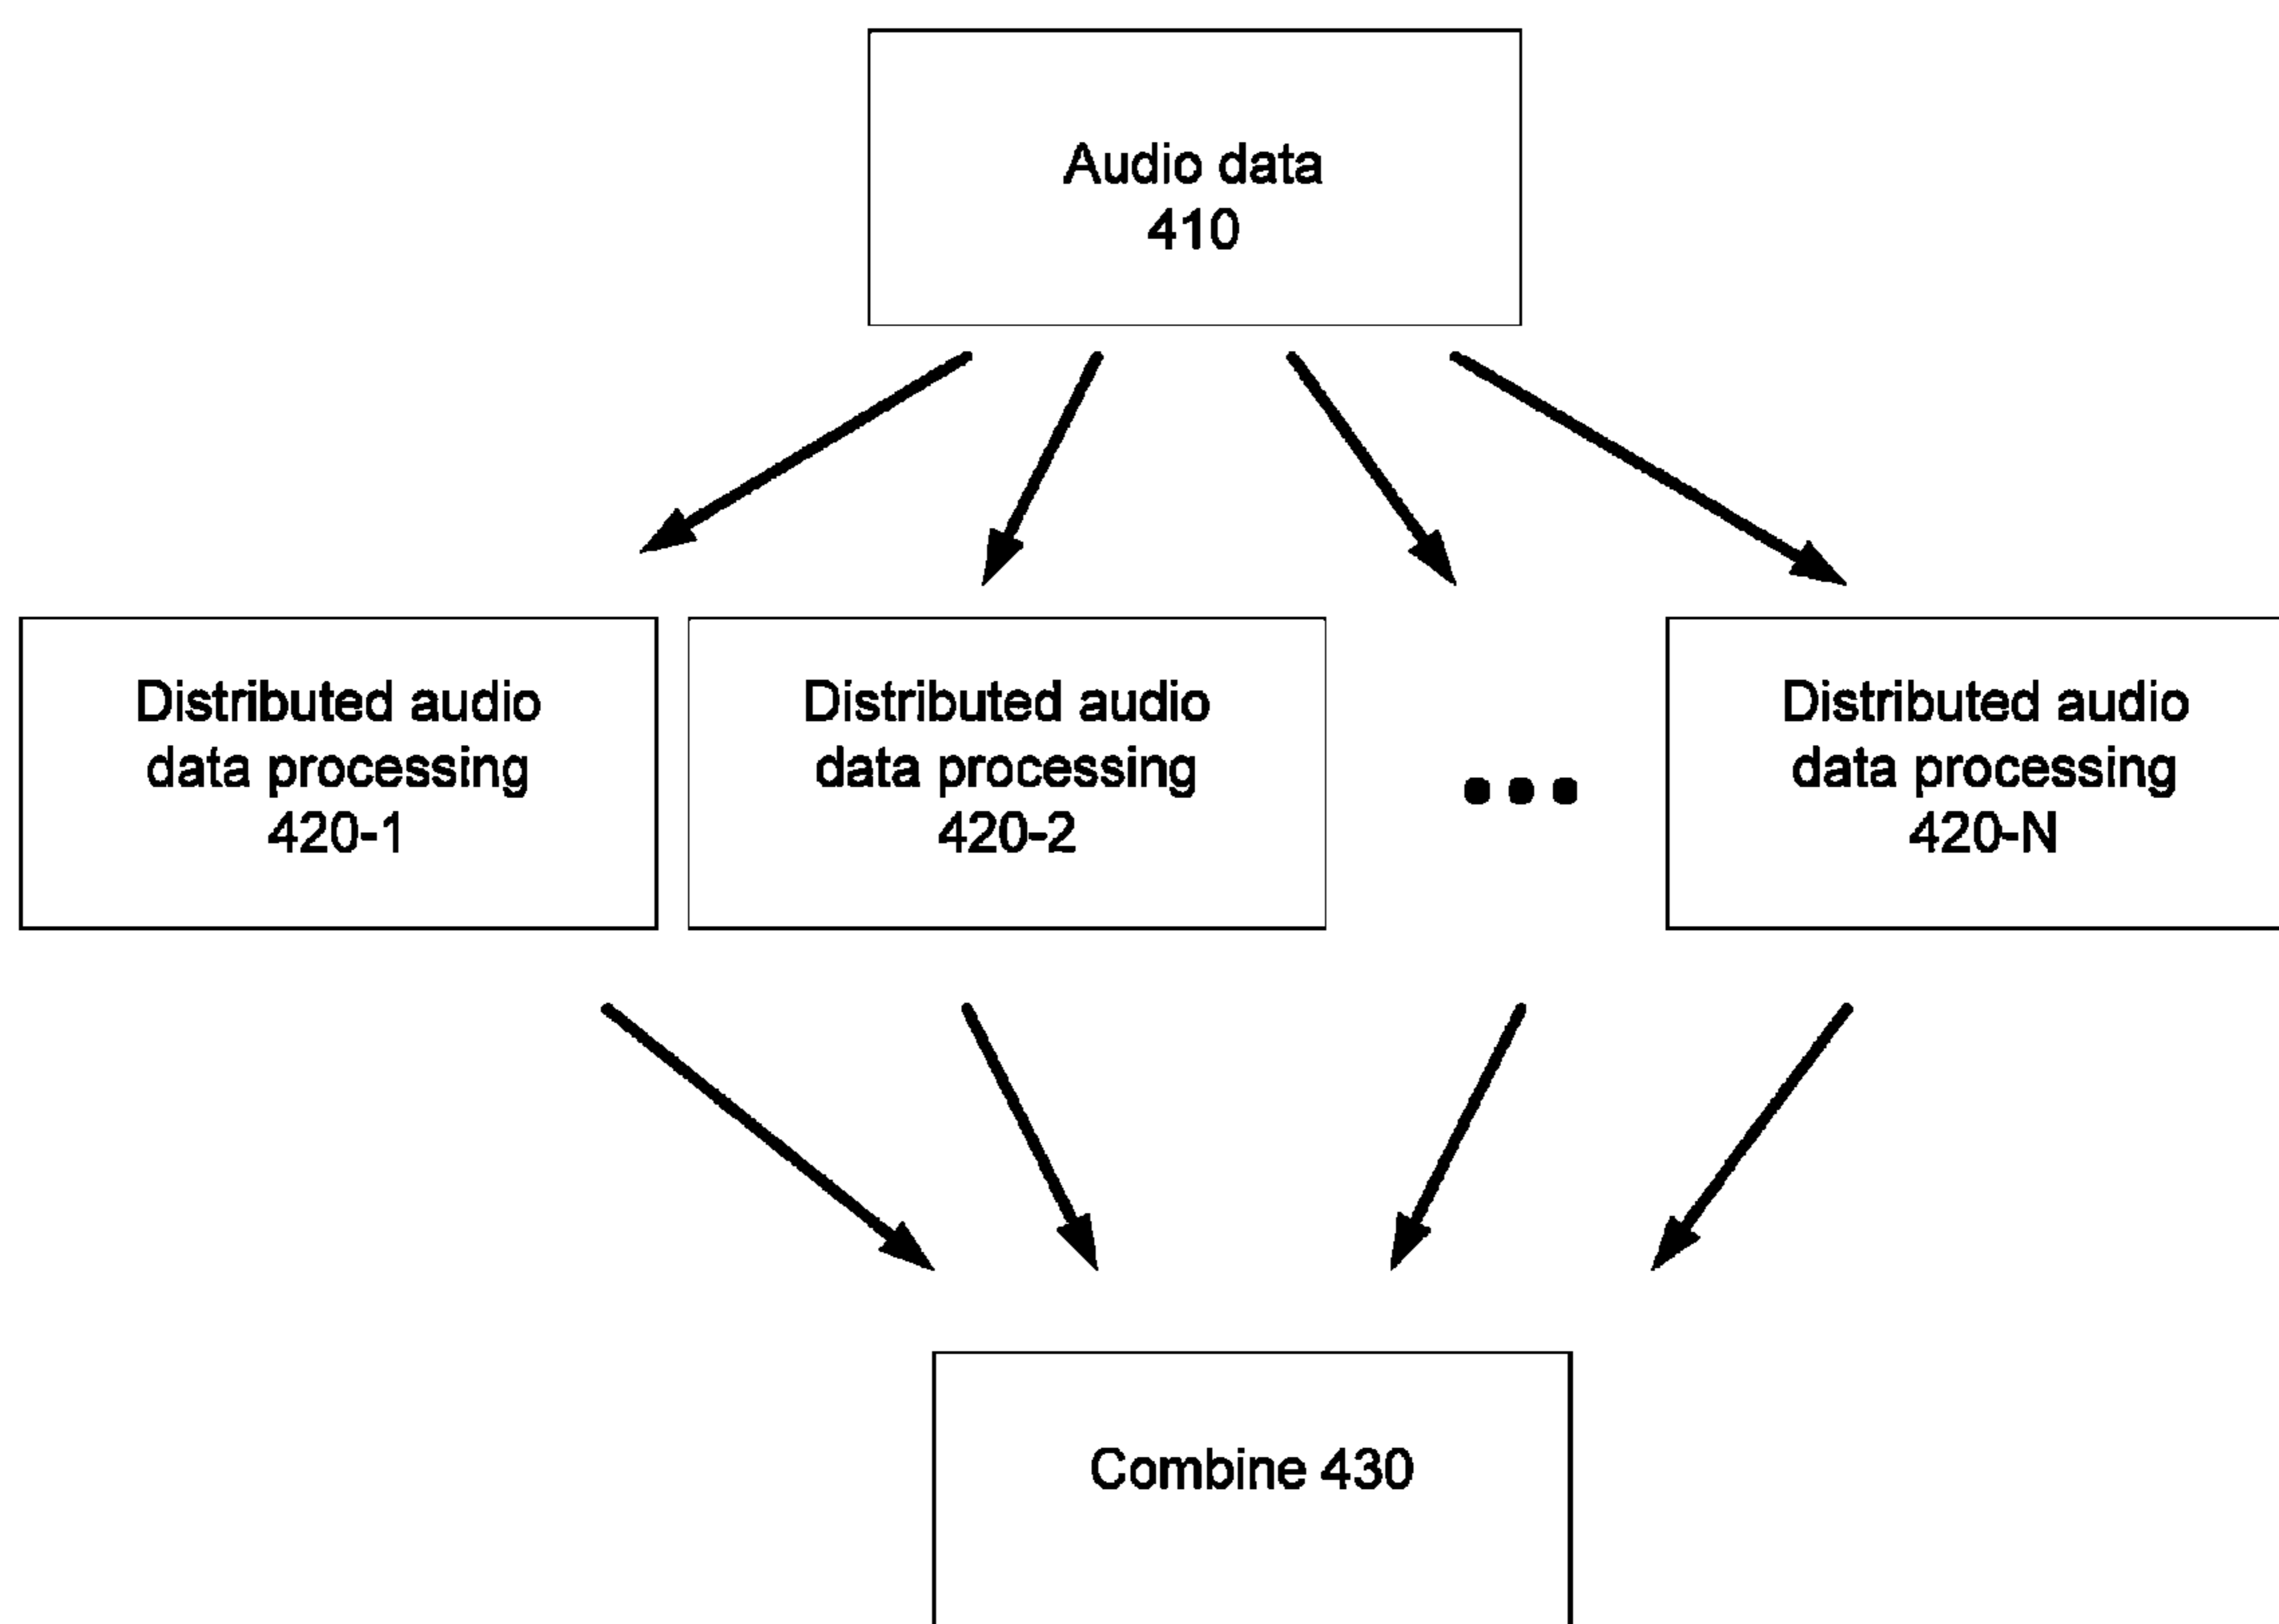 Audio data
410
Distributed audio
data processing
420-1
Distributed audio
data processing
420-2
•••
Distributed audio
data processing
420-N
Combine 430